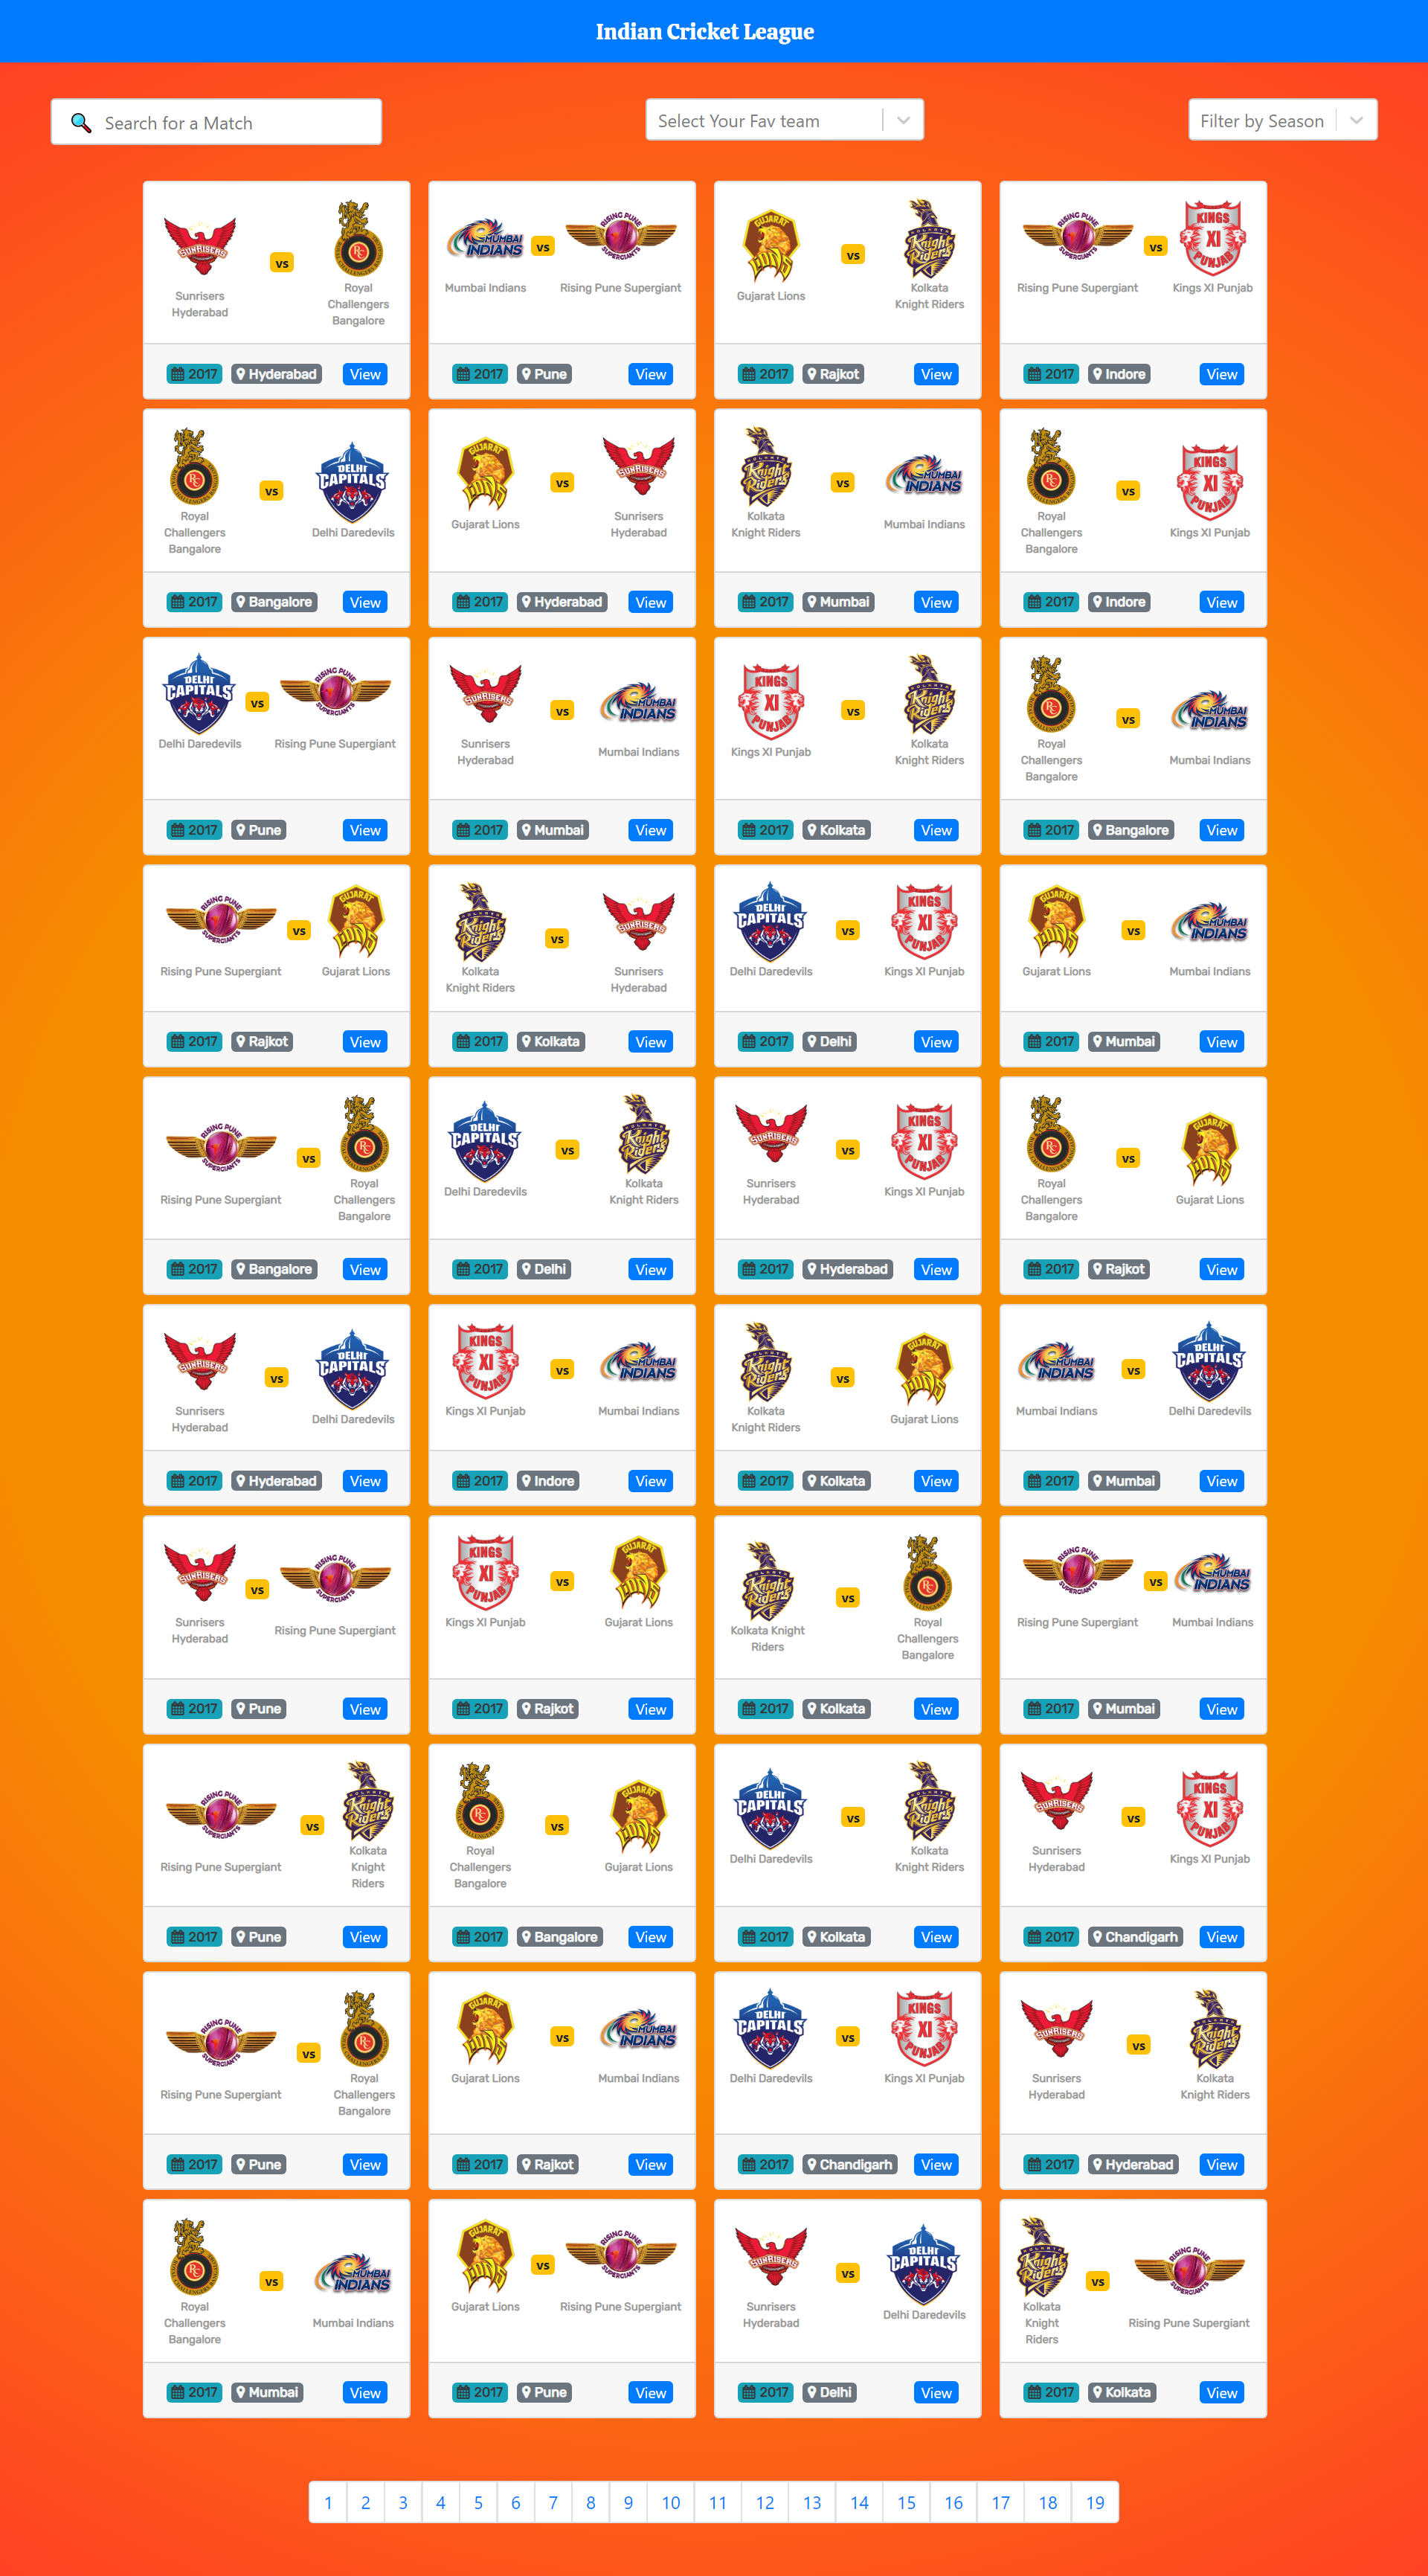 Indian Cricket League
Search for a Match
Select Your Fav team
Filter by Season
Sunrisers Hyderabad vs Royal Challengers Bangalore
2017 Hyderabad View
Mumbai Indians vs Rising Pune Supergiant
2017 Pune View
Gujarat Lions vs Kolkata Knight Riders
2017 Rajkot View
Rising Pune Supergiant vs Kings XI Punjab
2017 Indore View
Royal Challengers Bangalore vs Delhi Daredevils
2017 Bangalore View
Gujarat Lions vs Sunrisers Hyderabad
2017 Hyderabad View
Kolkata Knight Riders vs Mumbai Indians
2017 Mumbai View
Royal Challengers Bangalore vs Kings XI Punjab
2017 Indore View
Delhi Daredevils vs Rising Pune Supergiant
2017 Pune View
Sunrisers Hyderabad vs Mumbai Indians
2017 Mumbai View
Kings XI Punjab vs Kolkata Knight Riders
2017 Kolkata View
Royal Challengers Bangalore vs Mumbai Indians
2017 Bangalore View
Rising Pune Supergiant vs Gujarat Lions
2017 Rajkot View
Kolkata Knight Riders vs Sunrisers Hyderabad
2017 Kolkata View
Delhi Daredevils vs Kings XI Punjab
2017 Delhi View
Gujarat Lions vs Mumbai Indians
2017 Mumbai View
Rising Pune Supergiant vs Royal Challengers Bangalore
2017 Bangalore View
Delhi Daredevils vs Kolkata Knight Riders
2017 Delhi View
Sunrisers Hyderabad vs Kings XI Punjab
2017 Hyderabad View
Royal Challengers Bangalore vs Gujarat Lions
2017 Rajkot View
Sunrisers Hyderabad vs Delhi Daredevils
2017 Hyderabad View
Kings XI Punjab vs Mumbai Indians
2017 Indore View
Kolkata Knight Riders vs Gujarat Lions
2017 Kolkata View
Mumbai Indians vs Delhi Daredevils
2017 Mumbai View
Sunrisers Hyderabad vs Rising Pune Supergiant
2017 Pune View
Kings XI Punjab vs Gujarat Lions
2017 Rajkot View
Kolkata Knight Riders vs Royal Challengers Bangalore
2017 Kolkata View
Rising Pune Supergiant vs Mumbai Indians
2017 Mumbai View
Rising Pune Supergiant vs Kolkata Knight Riders
2017 Pune View
Royal Challengers Bangalore vs Gujarat Lions
2017 Bangalore View
Delhi Daredevils vs Kolkata Knight Riders
2017 Kolkata View
Sunrisers Hyderabad vs Kings XI Punjab
2017 Chandigarh View
Rising Pune Supergiant vs Royal Challengers Bangalore
2017 Pune View
Gujarat Lions vs Mumbai Indians
2017 Rajkot View
Delhi Daredevils vs Kings XI Punjab
2017 Chandigarh View
Sunrisers Hyderabad vs Kolkata Knight Riders
2017 Hyderabad View
Royal Challengers Bangalore vs Mumbai Indians
2017 Mumbai View
Gujarat Lions vs Rising Pune Supergiant
2017 Pune View
Sunrisers Hyderabad vs Delhi Daredevils
2017 Delhi View
Kolkata Knight Riders vs Rising Pune Supergiant
2017 Kolkata View
1 2 3 4 5 6 7 8 9 10 11 12 13 14 15 16 17 18 19